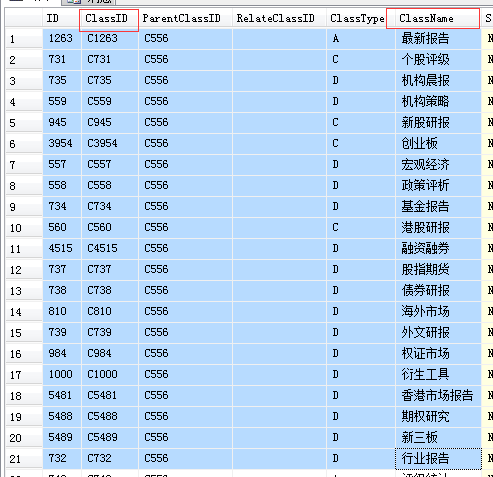 ID ClassID ParentClassID RelateClassID ClassType ClassName
1 1263 C1263 C556 A 最新报告
2 731 C731 C556 C 个股评级
3 735 C735 C556 D 机构晨报
4 559 C559 C556 D 机构策略
5 945 C945 C556 C 新股研报
6 3954 C3954 C556 C 创业板
7 557 C557 C556 D 宏观经济
8 558 C558 C556 D 政策评析
9 734 C734 C556 D 基金报告
10 560 C560 C556 C 港股研报
11 4515 C4515 C556 D 融资融券
12 737 C737 C556 D 股指期货
13 738 C738 C556 D 债券研报
14 810 C810 C556 D 海外市场
15 739 C739 C556 D 外文研报
16 984 C984 C556 D 权证市场
17 1000 C1000 C556 D 衍生工具
18 5481 C5481 C556 D 香港市场报告
19 5488 C5488 C556 D 期权研究
20 5489 C5489 C556 D 新三板
21 732 C732 C556 D 行业报告